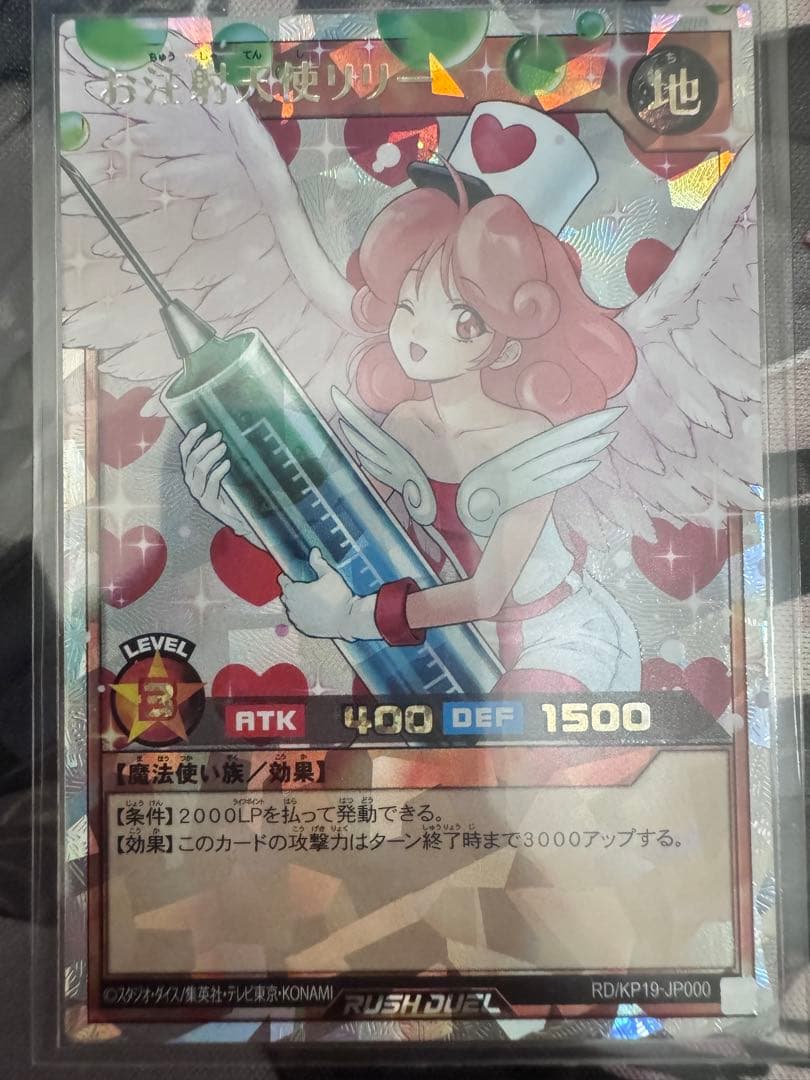 お注射天使リリー
地
LEVEL
3
ATK 400 DEF 1500
【魔法使い族／効果】
【条件】2000LPを払って発動できる。
【効果】このカードの攻撃力はターン終了時まで3000アップする。
©スタジオ・ダイス/集英社・テレビ東京・KONAMI
RUSH DUEL
RD/KP19-JP000